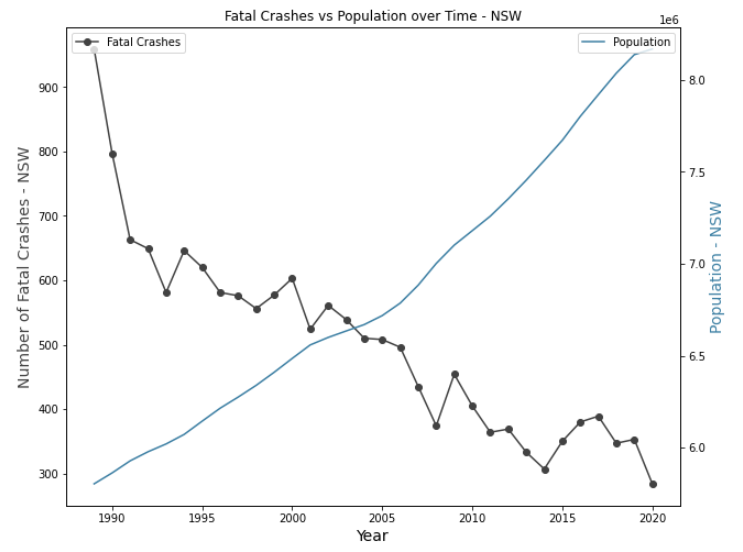 Fatal Crashes vs Population over Time - NSW
1e6
Fatal Crashes
Population
900
800
700
600
500
400
300
Number of Fatal Crashes - NSW
8.0
7.5
7.0
6.5
6.0
Population - NSW
1990 1995 2000 2005 2010 2015 2020
Year